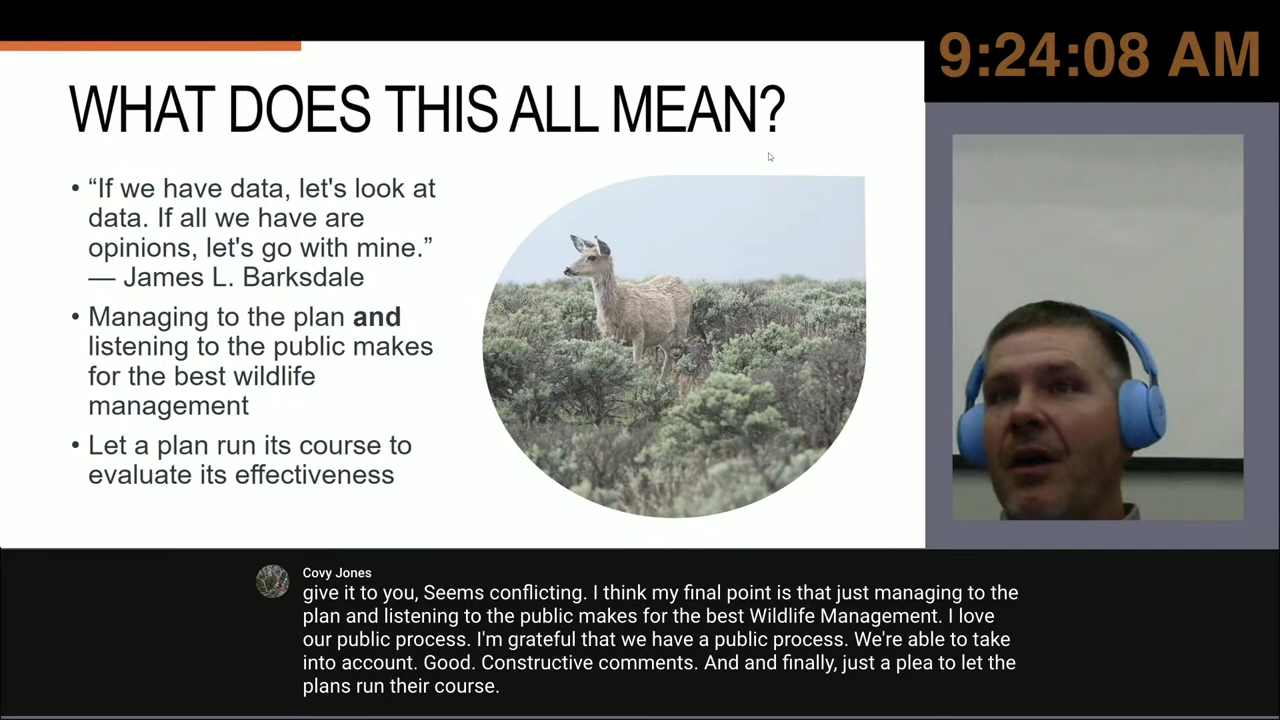 9:24:08 AM
WHAT DOES THIS ALL MEAN?
• “If we have data, let's look at
data. If all we have are
opinions, let's go with mine.”
— James L. Barksdale
• Managing to the plan and
listening to the public makes
for the best wildlife
management
• Let a plan run its course to
evaluate its effectiveness
Covy Jones
give it to you, Seems conflicting. I think my final point is that just managing to the
plan and listening to the public makes for the best Wildlife Management. I love
our public process. I'm grateful that we have a public process. We're able to take
into account. Good. Constructive comments. And and finally, just a plea to let the
plans run their course.